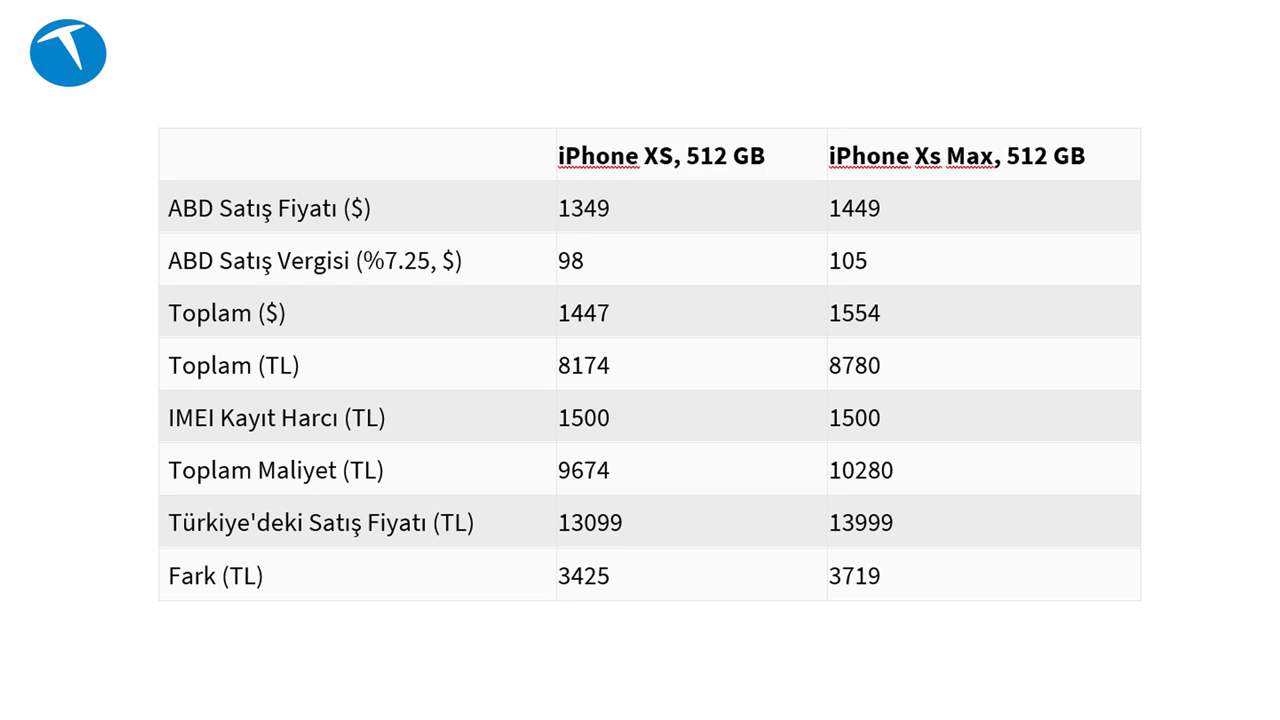 iPhone XS, 512 GB iPhone Xs Max, 512 GB
ABD Satış Fiyatı ($) 1349 1449
ABD Satış Vergisi (%7.25, $) 98 105
Toplam ($) 1447 1554
Toplam (TL) 8174 8780
IMEI Kayıt Harcı (TL) 1500 1500
Toplam Maliyet (TL) 9674 10280
Türkiye'deki Satış Fiyatı (TL) 13099 13999
Fark (TL) 3425 3719